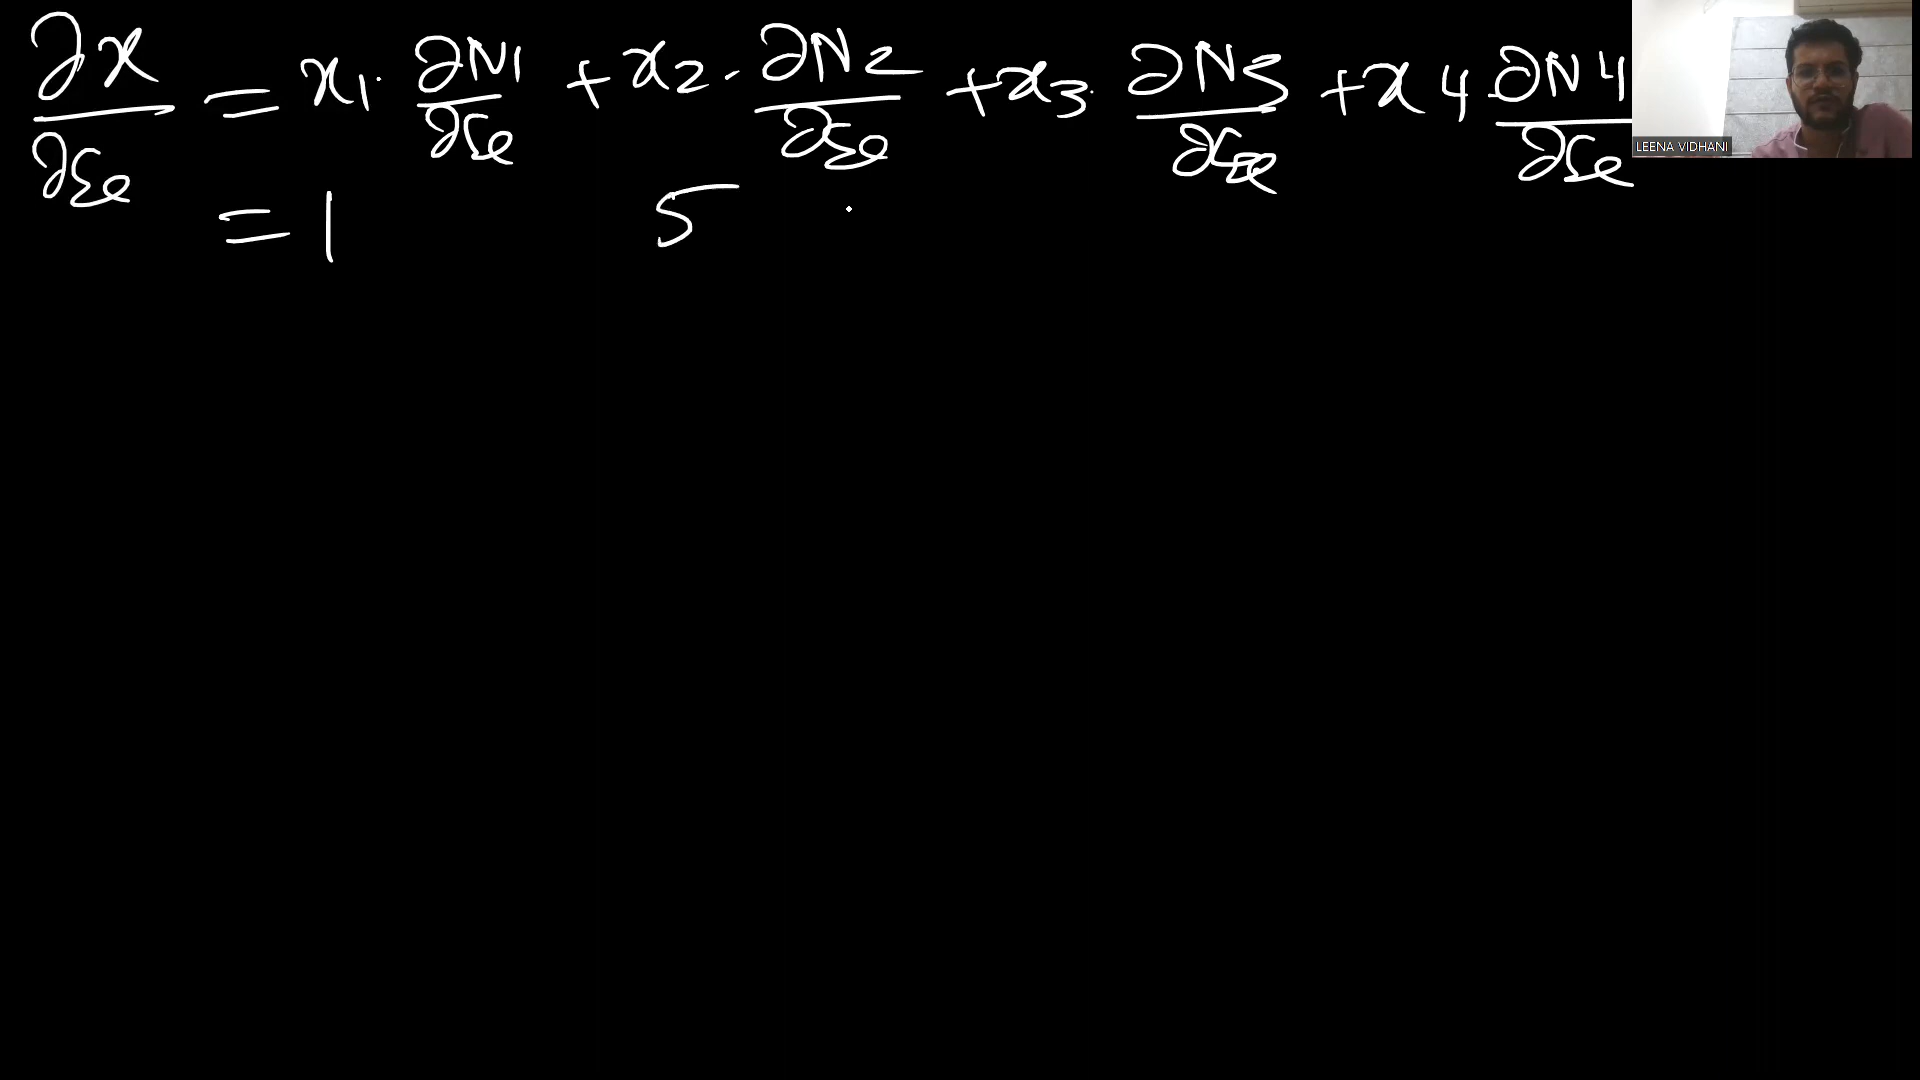 ∂x/∂ξe = x1 · ∂N1/∂ξe + x2 · ∂N2/∂ξe + x3 · ∂N3/∂ξe + x4 · ∂N4/∂ξe
LEENA VIDHANI
= 1 5